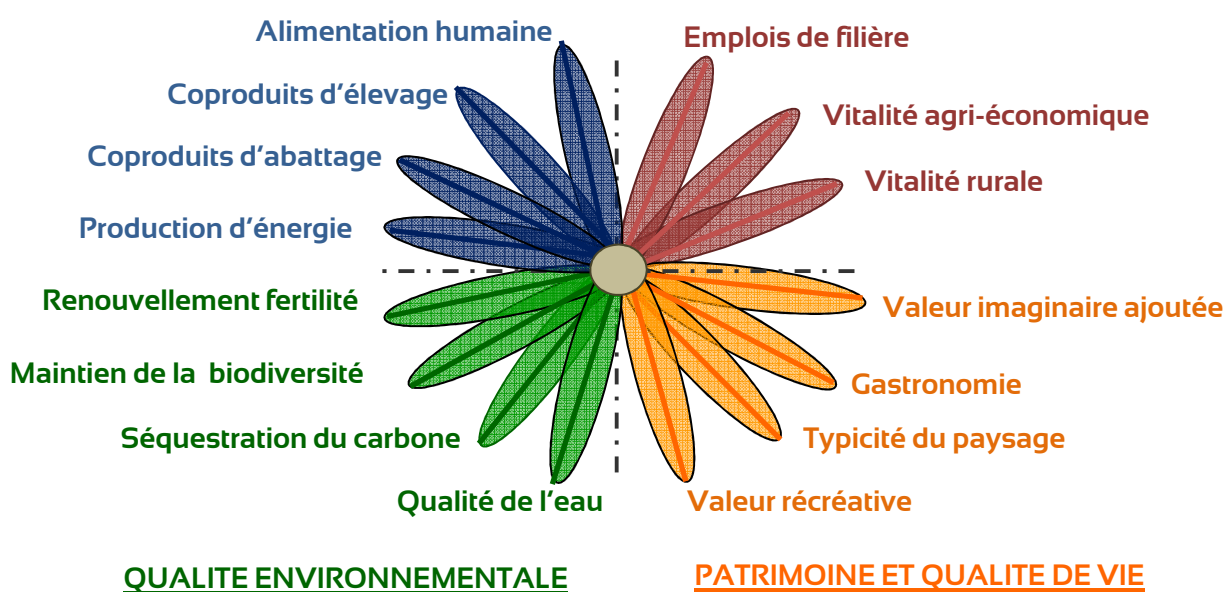 Alimentation humaine
Coproduits d'élevage
Coproduits d'abattage
Production d'énergie
Emplois de filière
Vitalité agri-économique
Vitalité rurale
Renouvellement fertilité
Maintien de la biodiversité
Séquestration du carbone
Qualité de l'eau
Valeur imaginaire ajoutée
Gastronomie
Typicité du paysage
Valeur récréative
QUALITE ENVIRONNEMENTALE
PATRIMOINE ET QUALITE DE VIE